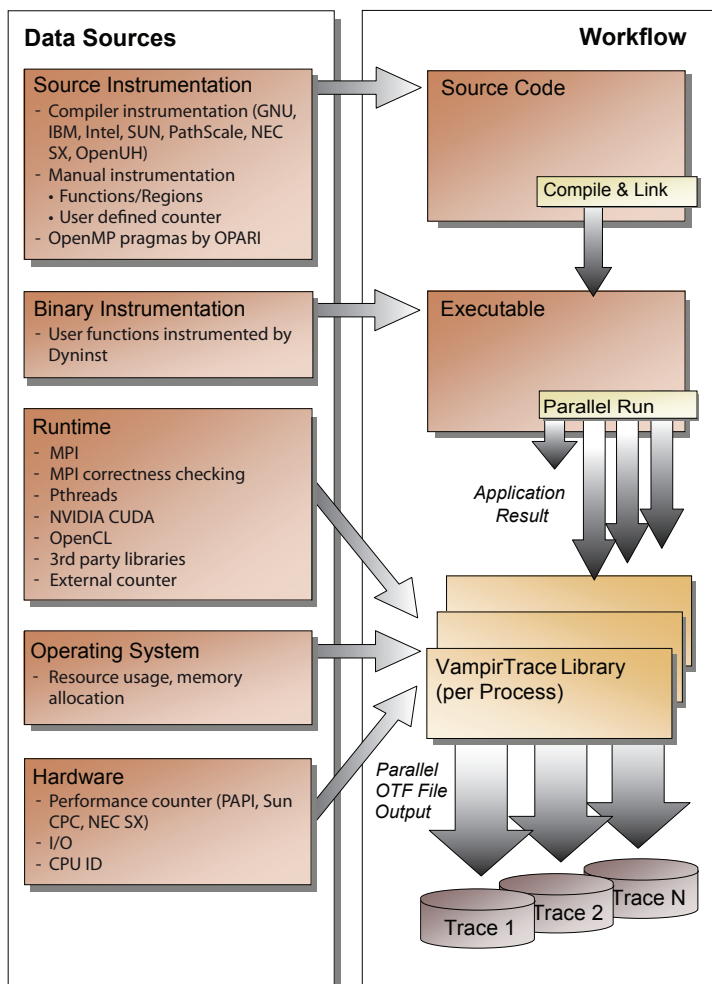 Data Sources
Source Instrumentation
- Compiler instrumentation (GNU,
IBM, Intel, SUN, PathScale, NEC
SX, OpenUH)
- Manual instrumentation
• Functions/Regions
• User defined counter
- OpenMP pragmas by OPARI
Binary Instrumentation
- User functions instrumented by
Dyninst
Runtime
- MPI
- MPI correctness checking
- Pthreads
- NVIDIA CUDA
- OpenCL
- 3rd party libraries
- External counter
Operating System
- Resource usage, memory
allocation
Hardware
- Performance counter (PAPI, Sun
CPC, NEC SX)
- I/O
- CPU ID
Workflow
Source Code
Compile & Link
Executable
Parallel Run
Application
Result
VampirTrace Library
(per Process)
Parallel
OTF File
Output
Trace 1
Trace 2
Trace N